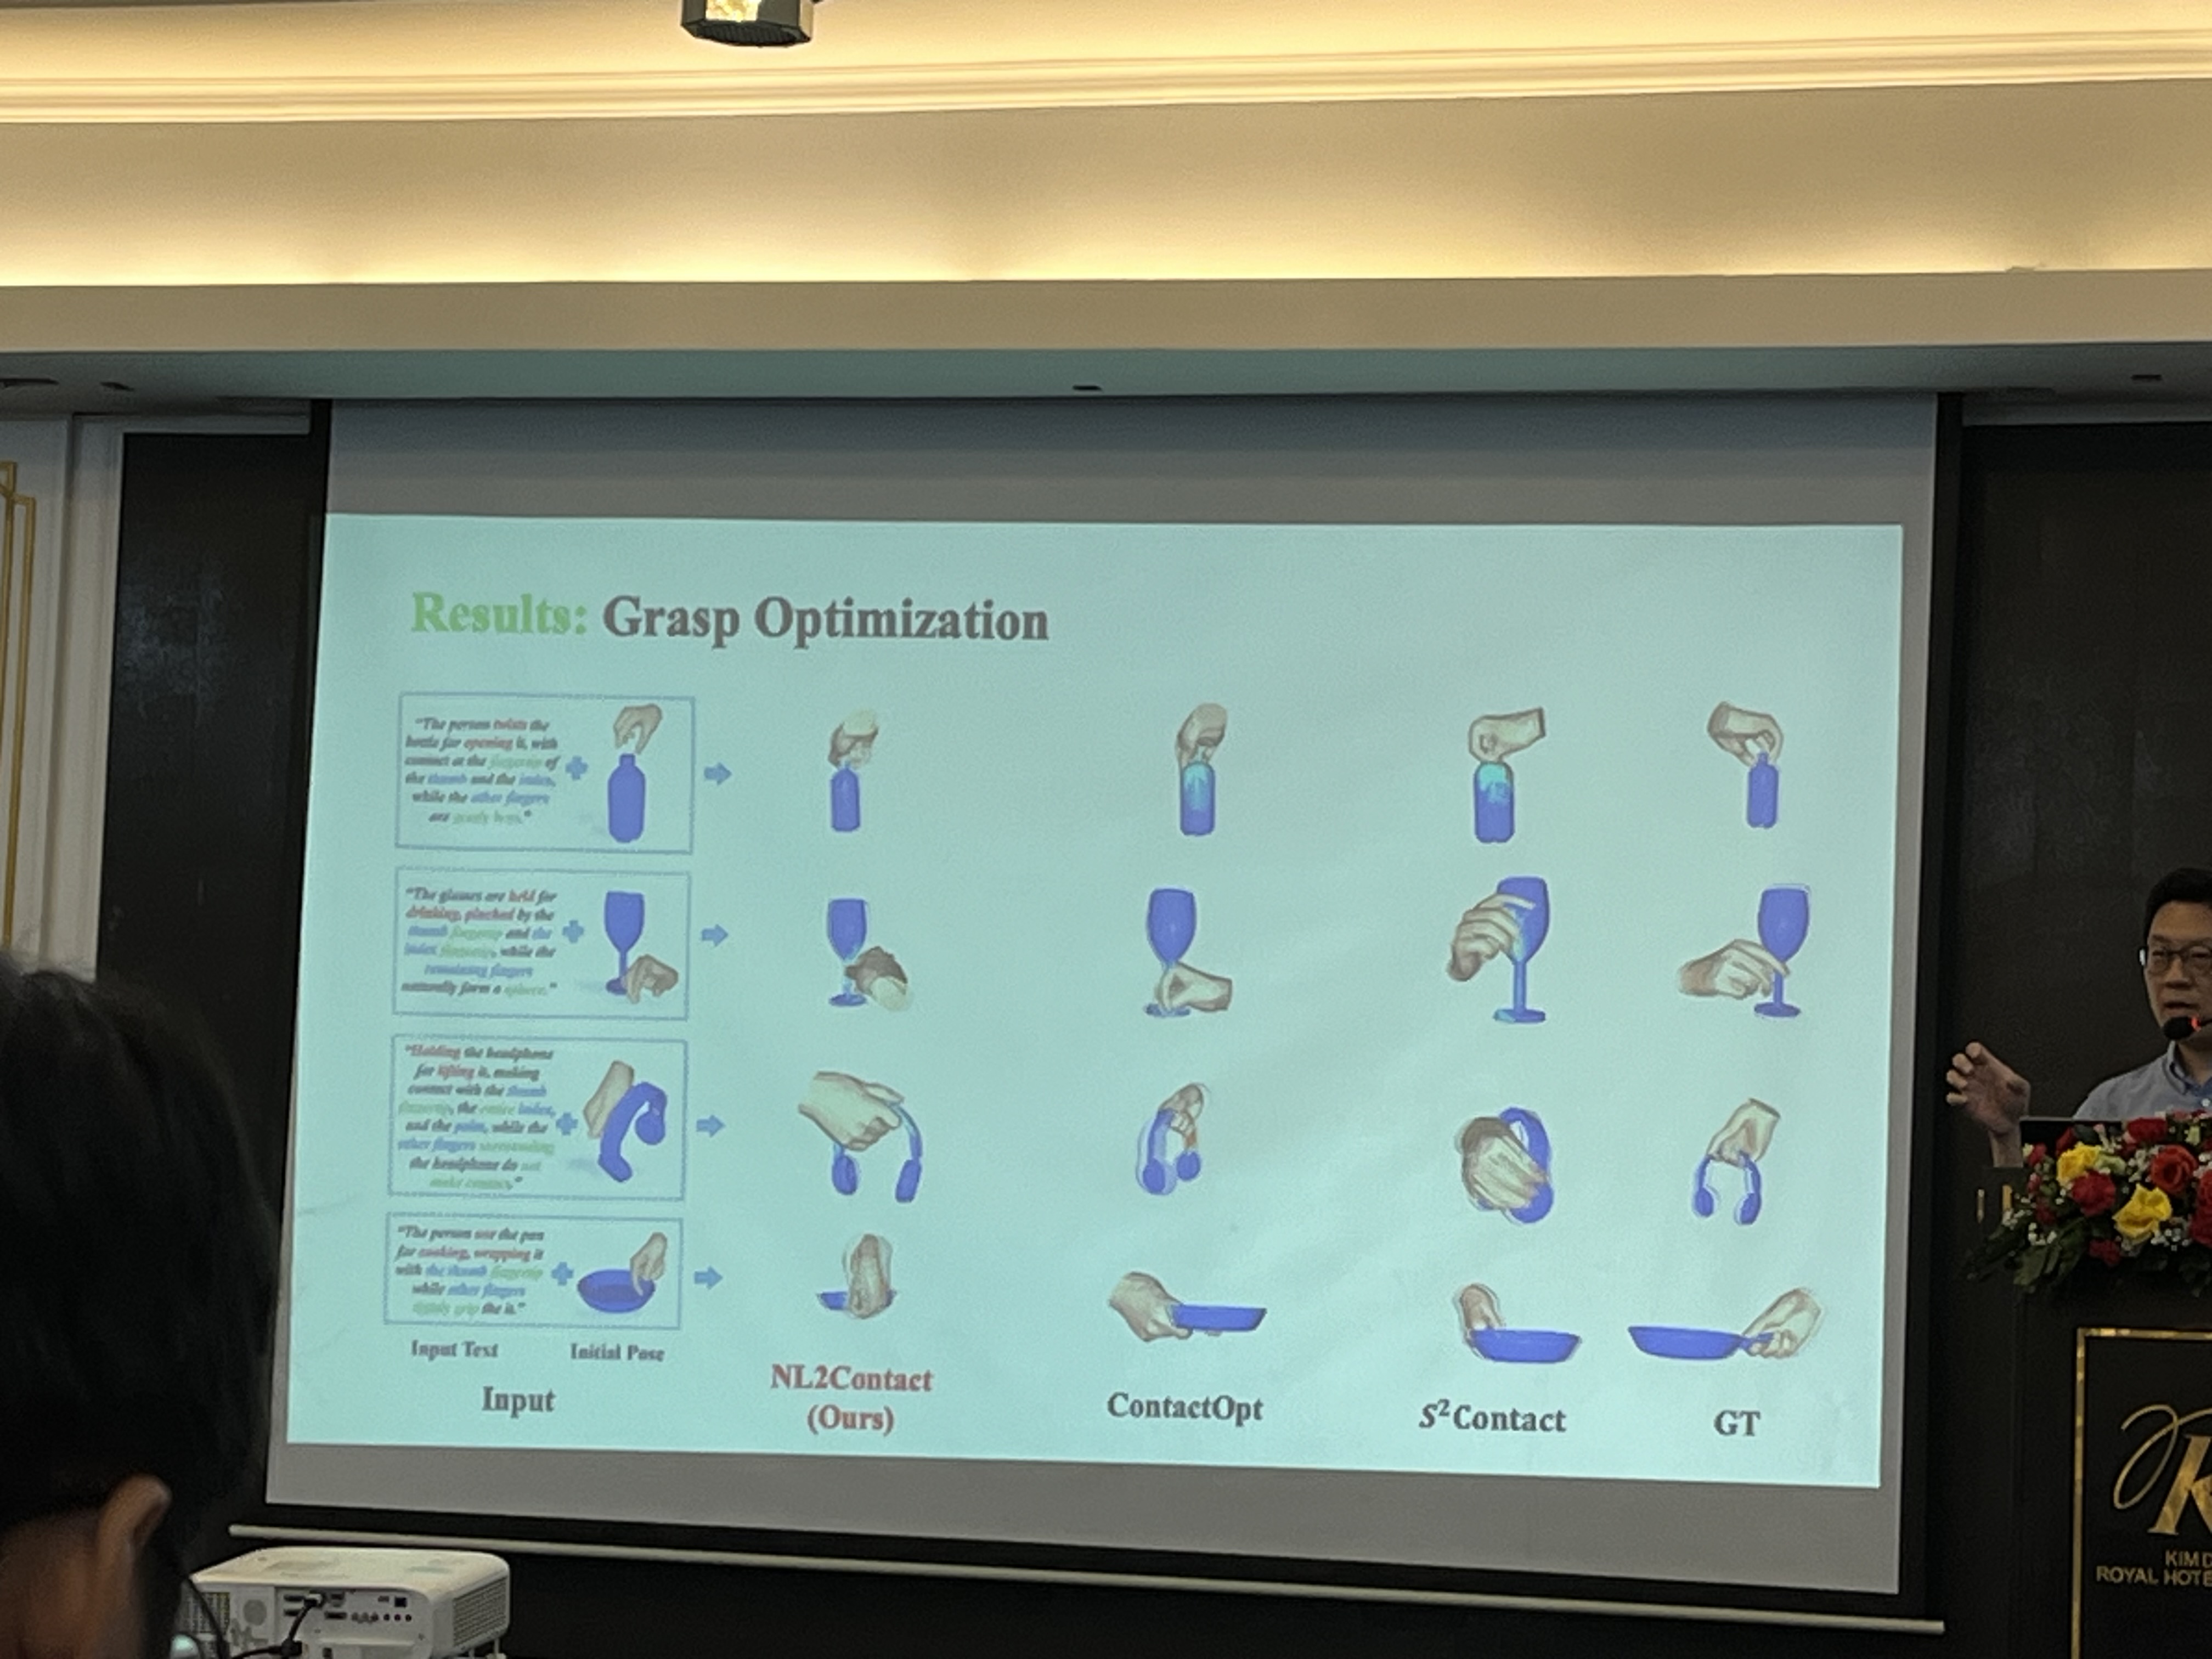 Results: Grasp Optimization
"The person twists the
bottle for opening it, with
contact at the fingertip of
the thumb and the index,
while the other fingers
are gently bent."
"The glasses are held for
drinking, pinched by the
thumb fingertip and the
index fingertip, while the
remaining fingers
naturally form a sphere."
"Holding the headphone
for lifting it, making
contact with the thumb
fingertip, the entire index,
and the palm, while the
other fingers surrounding
the headphone do not
make contact."
"The person use the pan
for cooking, wrapping it
with the thumb fingertip
while other fingers
tightly grip the it."
Input Text
Initial Pose
Input
NL2Contact
(Ours)
ContactOpt
S²Contact
GT
K
KIM D
ROYAL HOTE